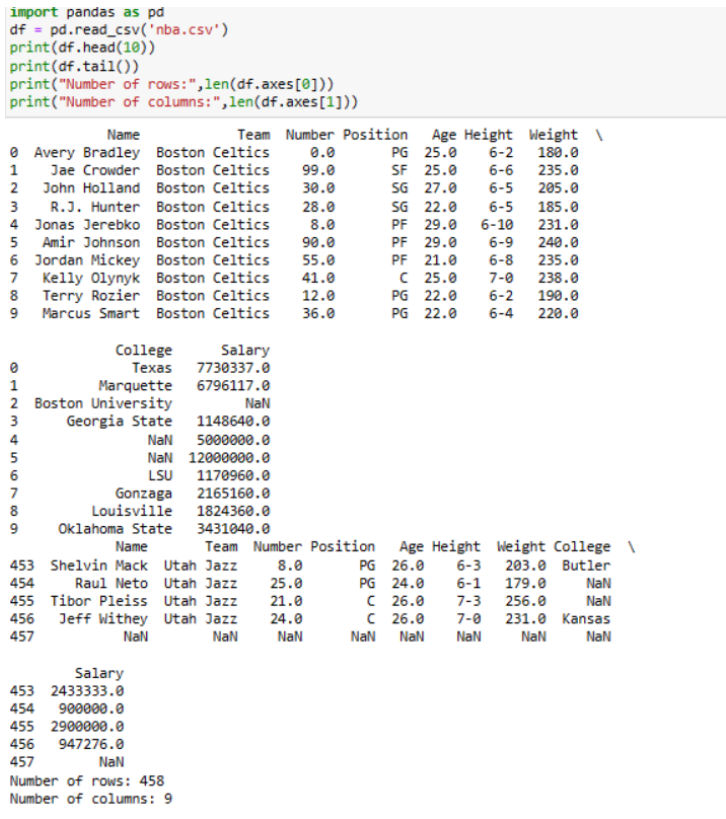 import pandas as pd
df = pd.read_csv('nba.csv')
print(df.head(10))
print(df.tail())
print("Number of rows:",len(df.axes[0]))
print("Number of columns:",len(df.axes[1]))
Name Team Number Position Age Height Weight \
0 Avery Bradley Boston Celtics 0.0 PG 25.0 6-2 180.0
1 Jae Crowder Boston Celtics 99.0 SF 25.0 6-6 235.0
2 John Holland Boston Celtics 30.0 SG 27.0 6-5 205.0
3 R.J. Hunter Boston Celtics 28.0 SG 22.0 6-5 185.0
4 Jonas Jerebko Boston Celtics 8.0 PF 29.0 6-10 231.0
5 Amir Johnson Boston Celtics 90.0 PF 29.0 6-9 240.0
6 Jordan Mickey Boston Celtics 55.0 PF 21.0 6-8 235.0
7 Kelly Olynyk Boston Celtics 41.0 C 25.0 7-0 238.0
8 Terry Rozier Boston Celtics 12.0 PG 22.0 6-2 190.0
9 Marcus Smart Boston Celtics 36.0 PG 22.0 6-4 220.0
College Salary
0 Texas 7730337.0
1 Marquette 6796117.0
2 Boston University NaN
3 Georgia State 1148640.0
4 NaN 5000000.0
5 NaN 12000000.0
6 LSU 1170960.0
7 Gonzaga 2165160.0
8 Louisville 1824360.0
9 Oklahoma State 3431040.0
Name Team Number Position Age Height Weight College \
453 Shelvin Mack Utah Jazz 8.0 PG 26.0 6-3 203.0 Butler
454 Raul Neto Utah Jazz 25.0 PG 24.0 6-1 179.0 NaN
455 Tibor Pleiss Utah Jazz 21.0 C 26.0 7-3 256.0 NaN
456 Jeff Withey Utah Jazz 24.0 C 26.0 7-0 231.0 Kansas
457 NaN NaN NaN NaN NaN NaN NaN NaN
Salary
453 2433333.0
454 900000.0
455 2900000.0
456 947276.0
457 NaN
Number of rows: 458
Number of columns: 9